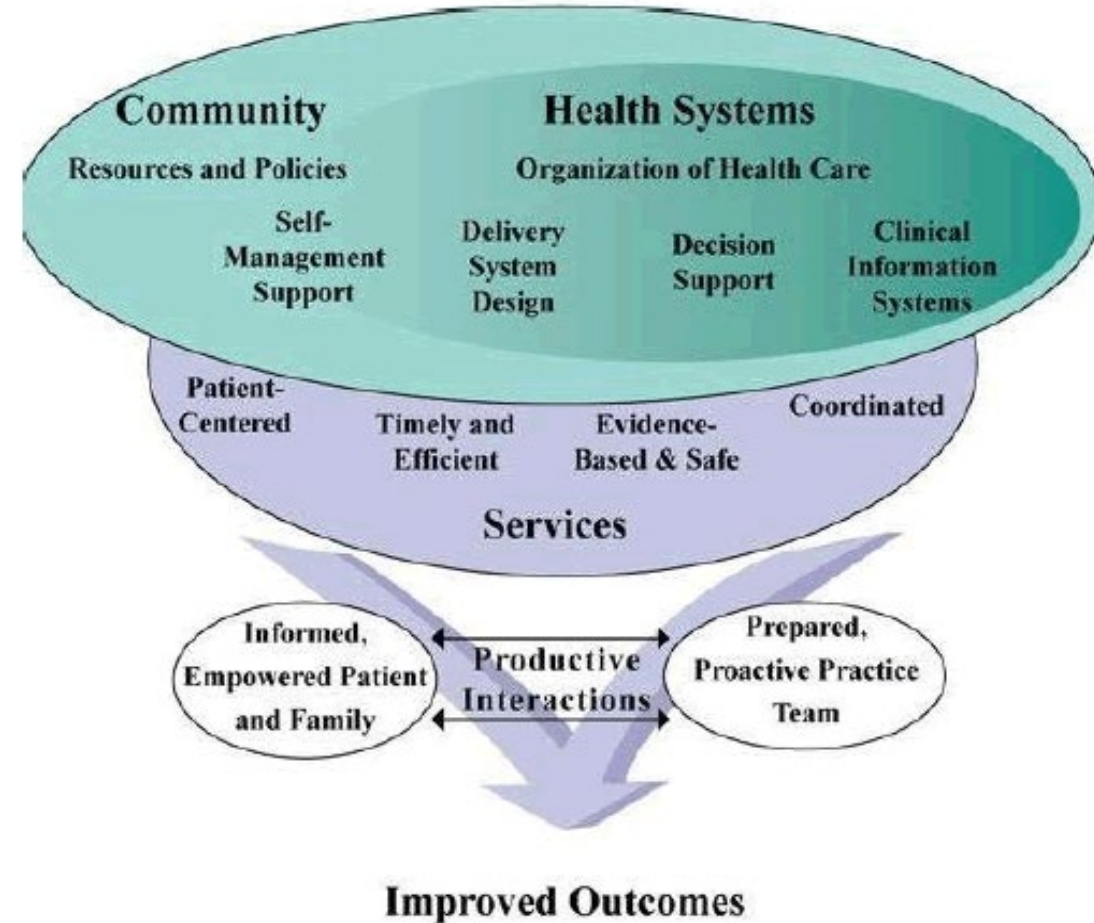 Community
Resources and Policies
Health Systems
Organization of Health Care
Self-
Management
Support
Delivery
System
Design
Decision
Support
Clinical
Information
Systems
Patient-
Centered
Timely and
Efficient
Evidence-
Based & Safe
Coordinated
Services
Informed,
Empowered Patient
and Family
Productive
Interactions
Prepared,
Proactive Practice
Team
Improved Outcomes